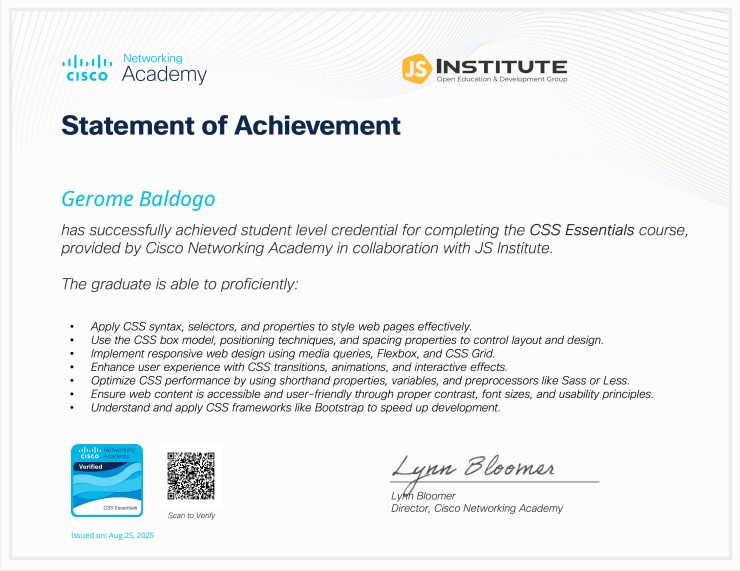 Networking
CISCO Academy
JS INSTITUTE
Open Education & Development Group
Statement of Achievement
Gerome Baldogo
has successfully achieved student level credential for completing the CSS Essentials course,
provided by Cisco Networking Academy in collaboration with JS Institute.
The graduate is able to proficiently:
• Apply CSS syntax, selectors, and properties to style web pages effectively.
• Use the CSS box model, positioning techniques, and spacing properties to control layout and design.
• Implement responsive web design using media queries, Flexbox, and CSS Grid.
• Enhance user experience with CSS transitions, animations, and interactive effects.
• Optimize CSS performance by using shorthand properties, variables, and preprocessors like Sass or Less.
• Ensure web content is accessible and user-friendly through proper contrast, font sizes, and usability principles.
• Understand and apply CSS frameworks like Bootstrap to speed up development.
Networking
CISCO Academy
Verified
CSS Essentials
Scan to Verify
Issued on: Aug 25, 2025
Lynn Bloomer
Lynn Bloomer
Director, Cisco Networking Academy